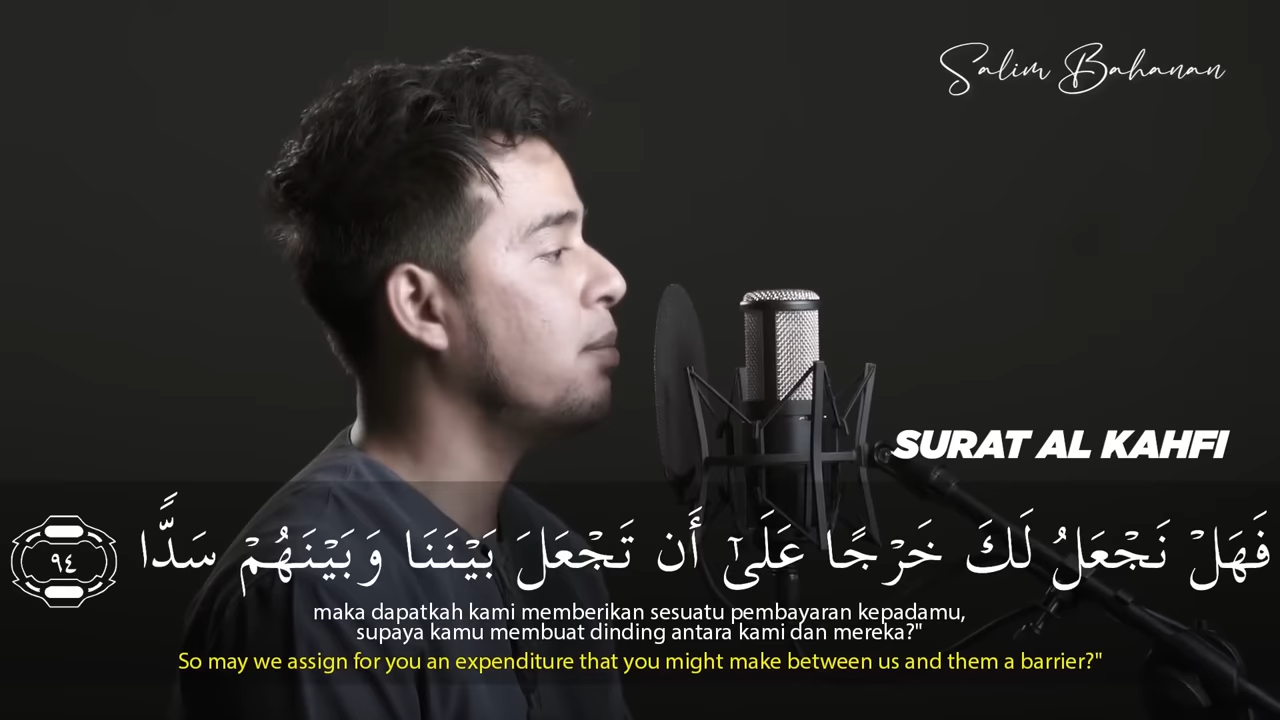 Salim Bahanan
SURAT AL KAHFI
فَهَلْ نَجْعَلُ لَكَ خَرْجًا عَلَىٰٓ أَن تَجْعَلَ بَيْنَنَا وَبَيْنَهُمْ سَدًّا ٩٤
maka dapatkah kami memberikan sesuatu pembayaran kepadamu,
supaya kamu membuat dinding antara kami dan mereka?"
So may we assign for you an expenditure that you might make between us and them a barrier?"